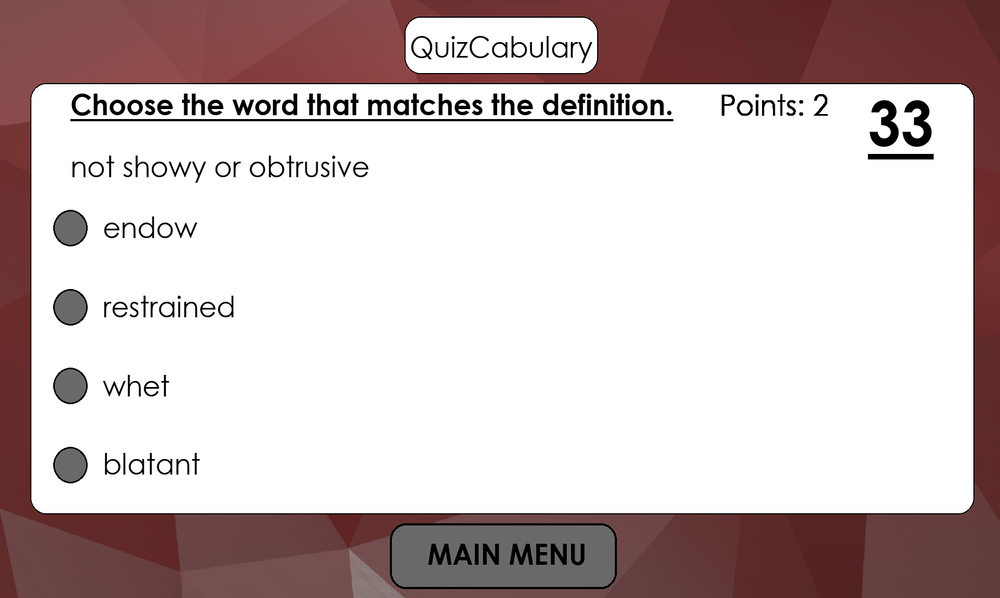 QuizCabulary
Choose the word that matches the definition.
Points: 2
33
not showy or obtrusive
endow
restrained
whet
blatant
MAIN MENU